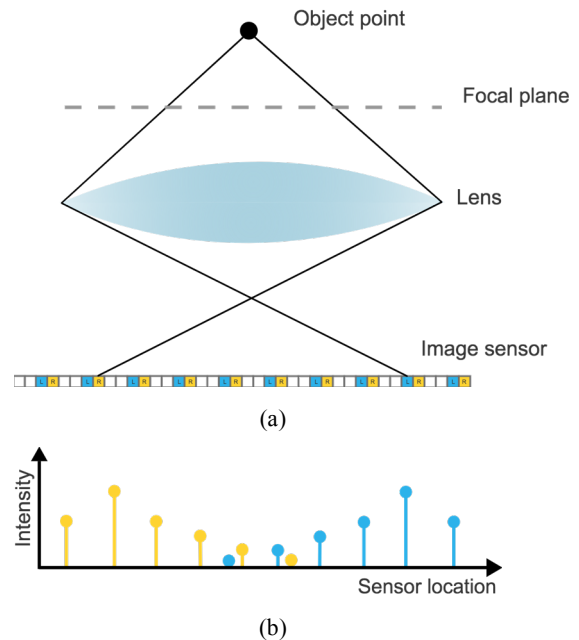 Object point
Focal plane
Lens
Image sensor
L R L R L R L R L R L R L R L R L R L R
(a)
Intensity
Sensor location
(b)